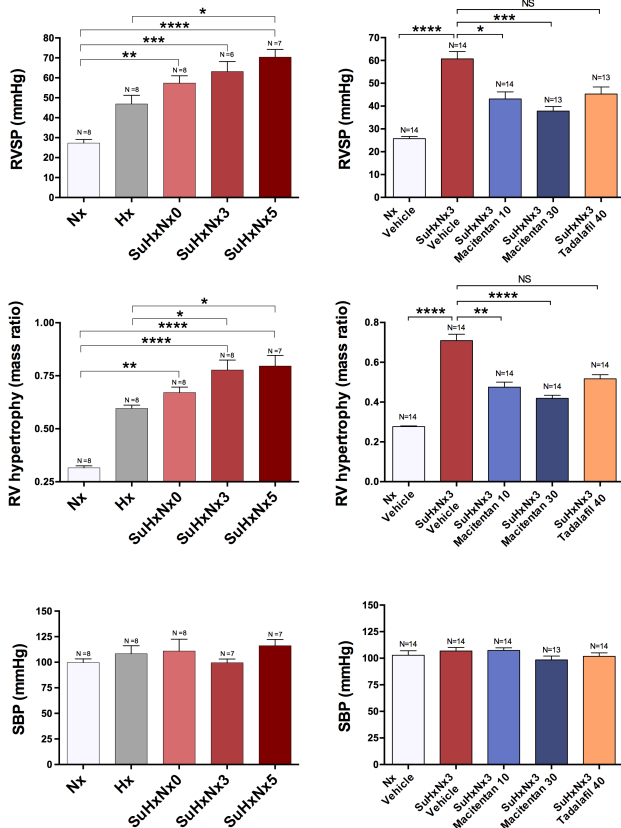 *
****
***
**
N =8
N =8
N =8
N =6
N =7
RVSP (mmHg)
80
70
60
50
40
30
20
10
0
Nx
Hx
SuHxNx0
SuHxNx3
SuHxNx5
NS
***
****
*
N=14
N=14
N=14
N=13
N=13
RVSP (mmHg)
70
60
50
40
30
20
10
0
Nx
Vehicle
SuHxNx3
Vehicle
SuHxNx3
Macitentan 10
SuHxNx3
Macitentan 30
SuHxNx3
Tadalafil 40
*
*
****
****
**
N =8
N =8
N =8
N =8
N =7
RV hypertrophy (mass ratio)
1.00
0.75
0.50
0.25
Nx
Hx
SuHxNx0
SuHxNx3
SuHxNx5
NS
****
****
**
N=14
N=14
N=14
N=14
N=14
RV hypertrophy (mass ratio)
0.8
0.6
0.4
0.2
0.0
Nx
Vehicle
SuHxNx3
Vehicle
SuHxNx3
Macitentan 10
SuHxNx3
Macitentan 30
SuHxNx3
Tadalafil 40
N =8
N =8
N =8
N =7
N =7
SBP (mmHg)
150
125
100
75
50
25
0
Nx
Hx
SuHxNx0
SuHxNx3
SuHxNx5
N=14
N=14
N=14
N=13
N=14
SBP (mmHg)
150
125
100
75
50
25
0
Nx
Vehicle
SuHxNx3
Vehicle
SuHxNx3
Macitentan 10
SuHxNx3
Macitentan 30
SuHxNx3
Tadalafil 40